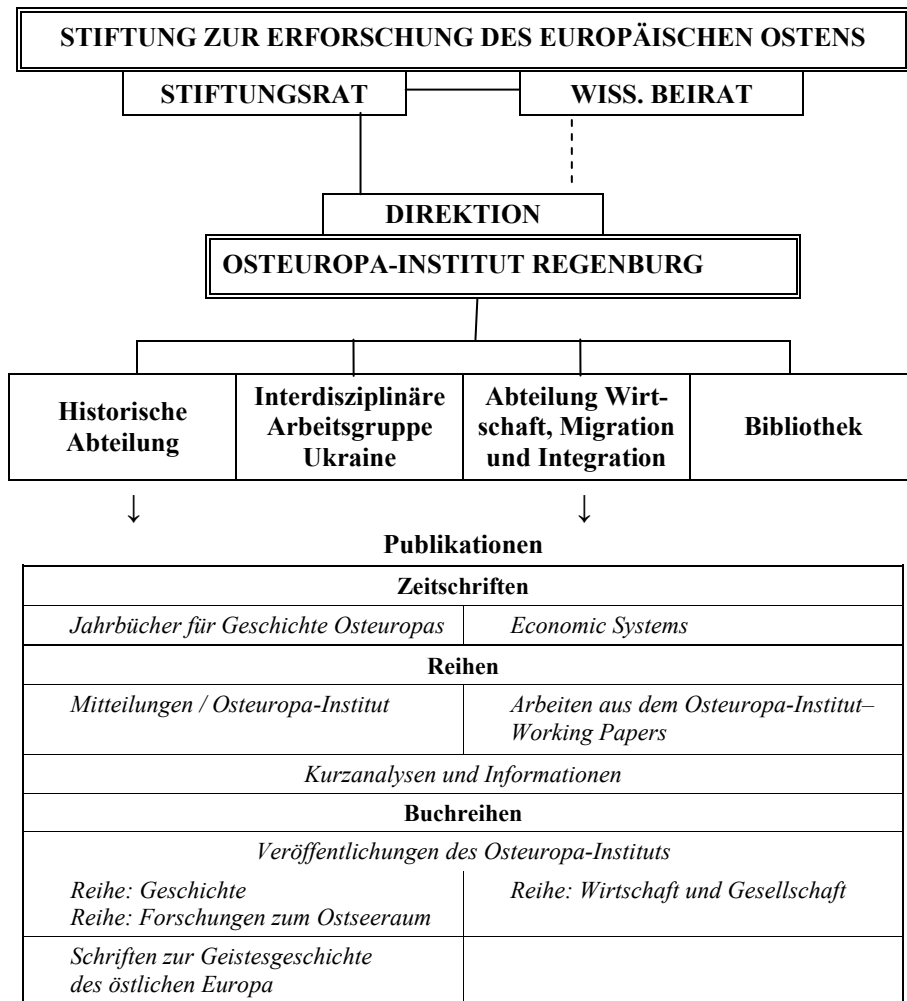 STIFTUNG ZUR ERFORSCHUNG DES EUROPÄISCHEN OSTENS
STIFTUNGSRAT
WISS. BEIRAT
DIREKTION
OSTEUROPA-INSTITUT REGENBURG
Historische
Abteilung
Interdisziplinäre
Arbeitsgruppe
Ukraine
Abteilung Wirt-
schaft, Migration
und Integration
Bibliothek
↓ ↓
Publikationen
Zeitschriften
Jahrbücher für Geschichte Osteuropas
Economic Systems
Reihen
Mitteilungen / Osteuropa-Institut
Arbeiten aus dem Osteuropa-Institut–
Working Papers
Kurzanalysen und Informationen
Buchreihen
Veröffentlichungen des Osteuropa-Instituts
Reihe: Geschichte
Reihe: Forschungen zum Ostseeraum
Reihe: Wirtschaft und Gesellschaft
Schriften zur Geistesgeschichte
des östlichen Europa